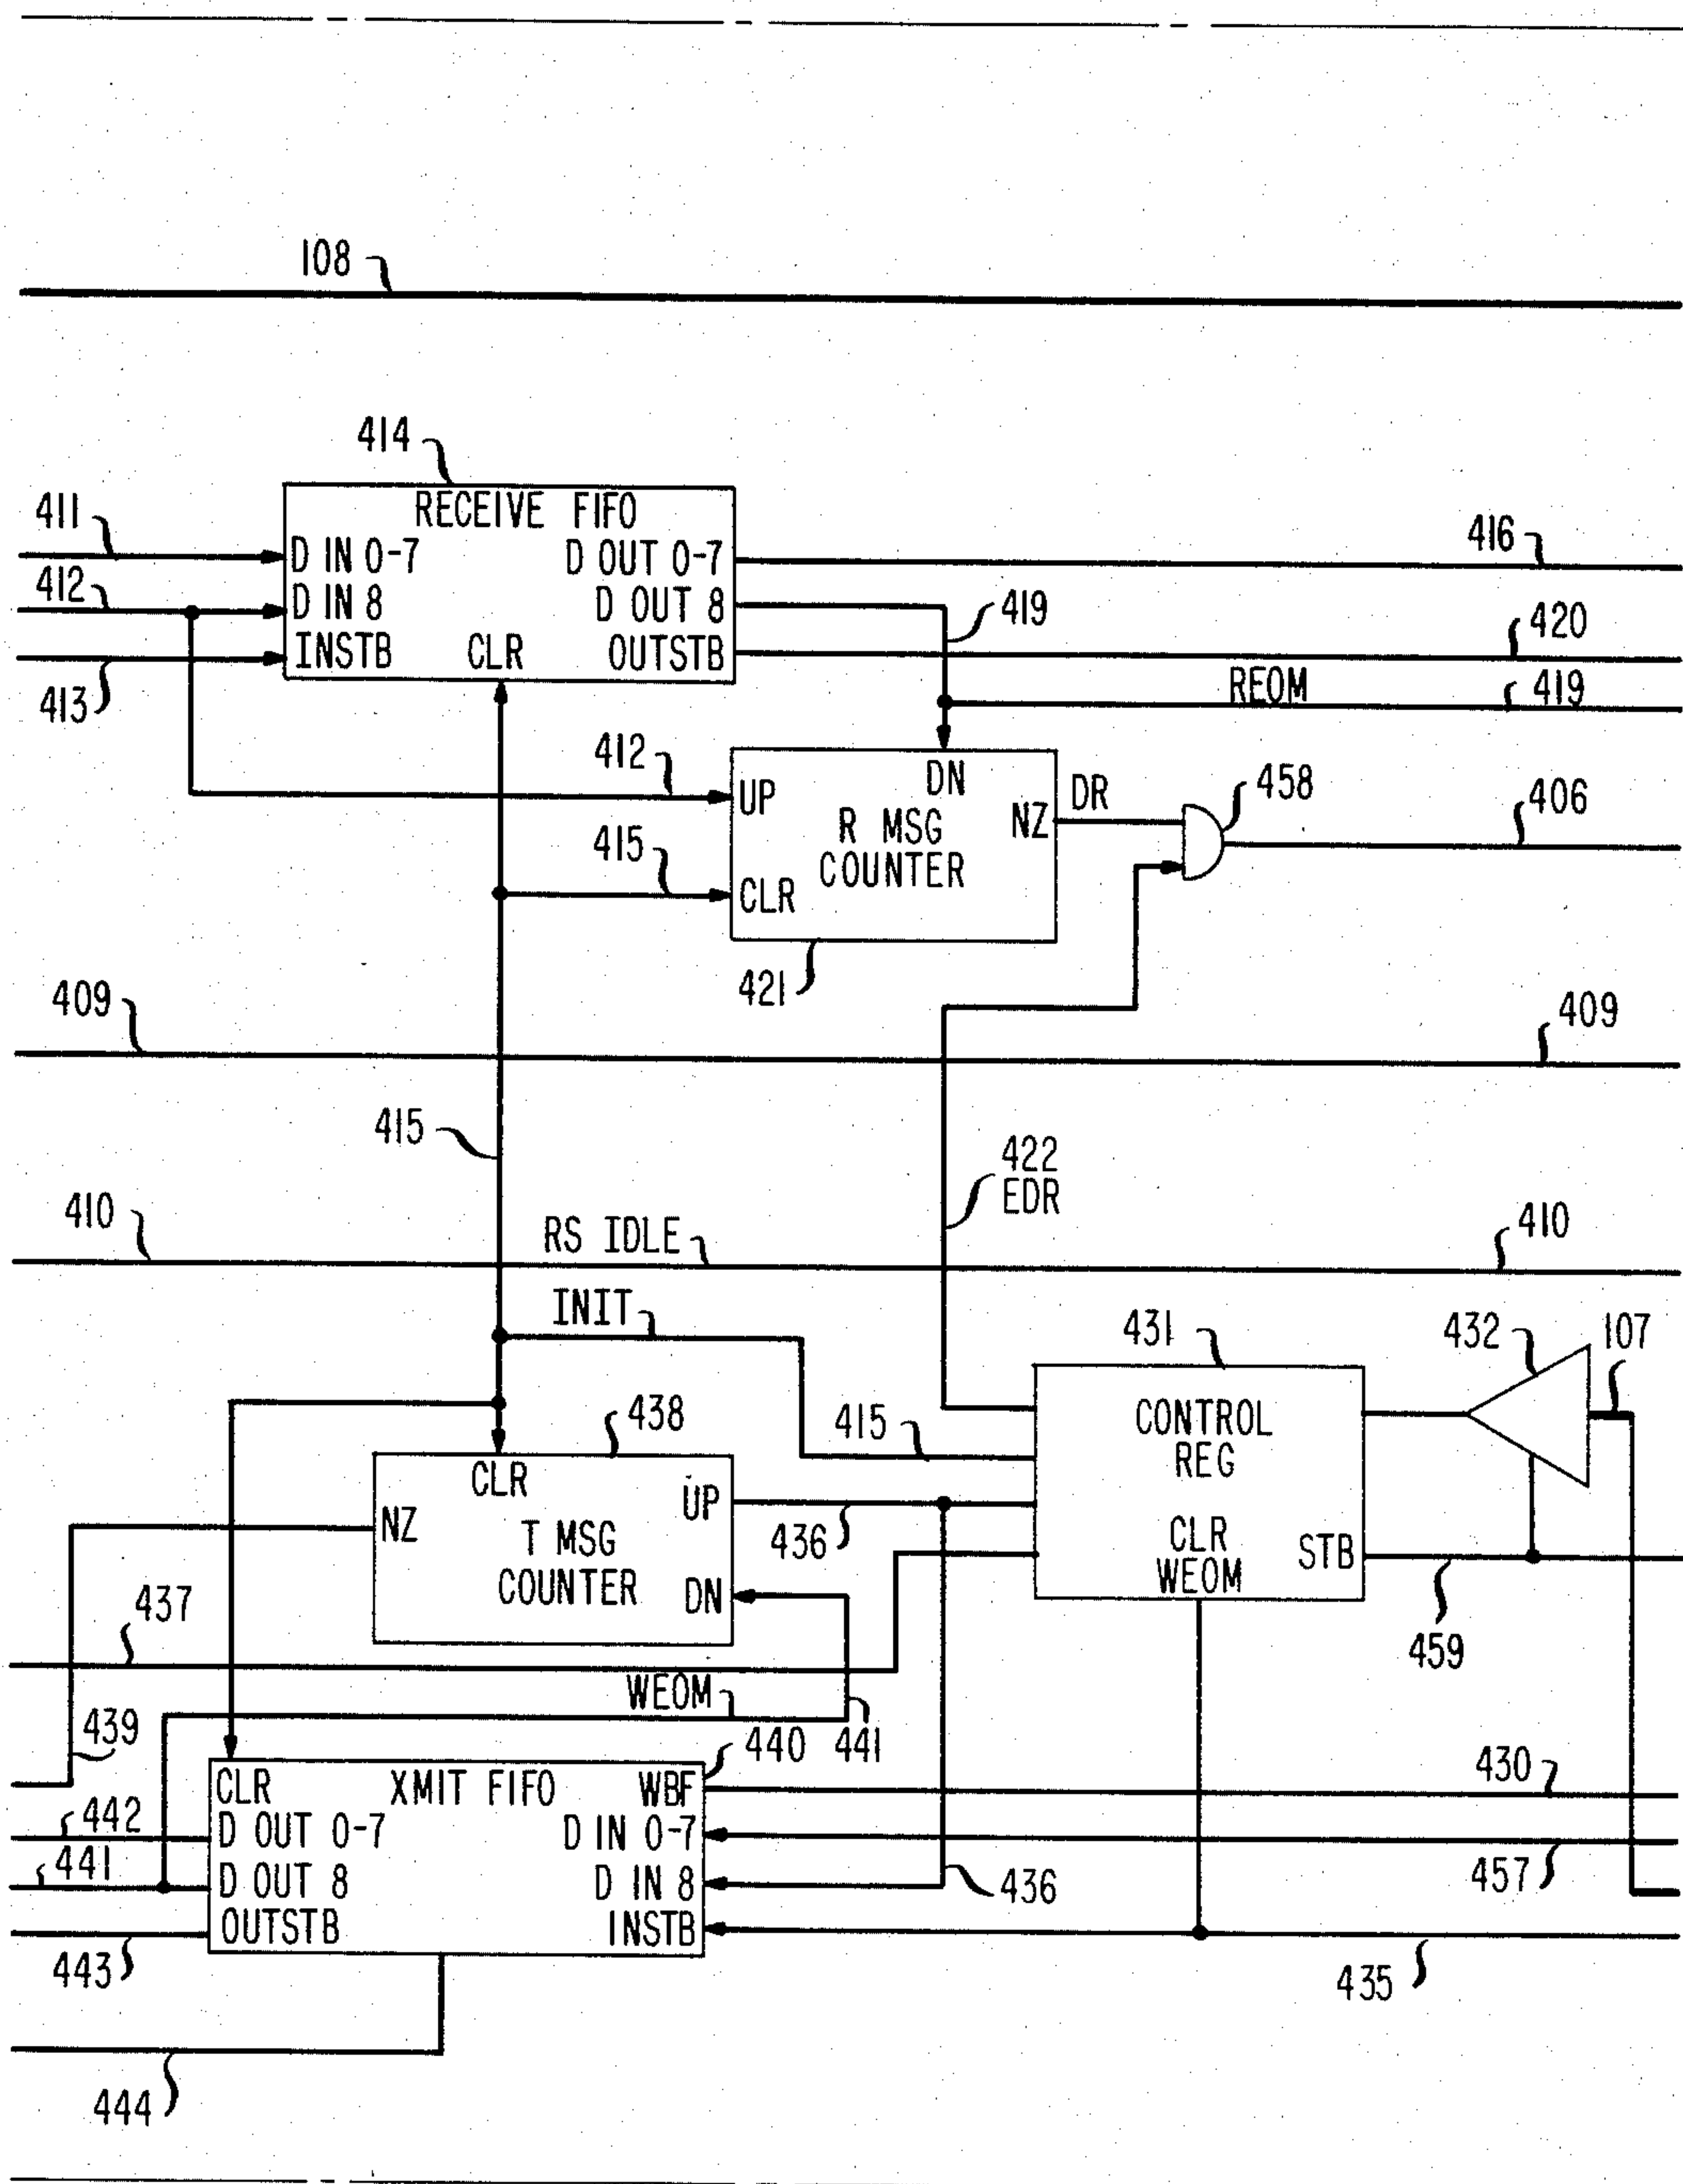 108
414
RECEIVE FIFO
411
D IN 0-7
D OUT 0-7
416
412
D IN 8
D OUT 8
419
420
INSTB
CLR
OUTSTB
413
REOM
419
412
UP
DN
NZ
DR
458
406
R MSG
COUNTER
415
CLR
421
409
409
415
422
EDR
410
RS IDLE
410
INIT
431
432
107
438
415
CONTROL
REG
CLR
UP
NZ
T MSG
COUNTER
436
CLR
WEOM
STB
DN
437
459
WEOM
439
440
441
430
CLR
XMIT FIFO
WBF
442
D OUT 0-7
D IN 0-7
441
D OUT 8
D IN 8
436
457
OUTSTB
INSTB
443
435
444